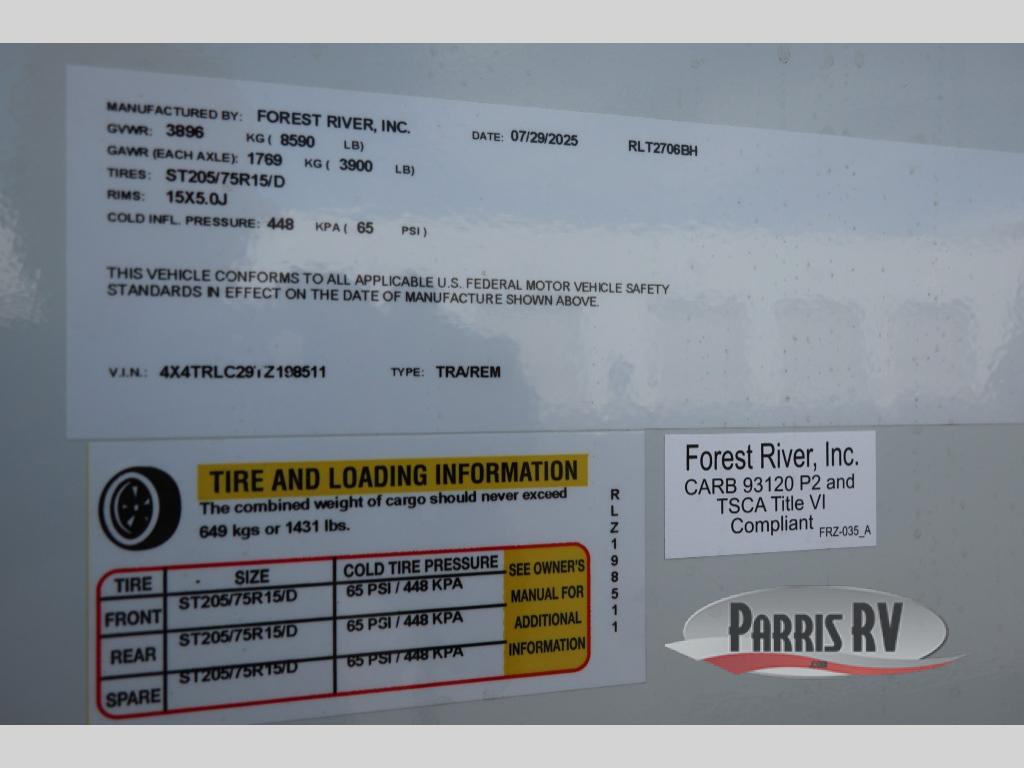 MANUFACTURED BY: FOREST RIVER, INC. DATE: 07/29/2025 RLT2706BH
GVWR: 3896 KG ( 8590 LB)
GAWR (EACH AXLE): 1769 KG ( 3900 LB)
TIRES: ST205/75R15/D
RIMS: 15X5.0J
COLD INFL. PRESSURE: 448 KPA ( 65 PSI )
THIS VEHICLE CONFORMS TO ALL APPLICABLE U.S. FEDERAL MOTOR VEHICLE SAFETY
STANDARDS IN EFFECT ON THE DATE OF MANUFACTURE SHOWN ABOVE.
V.I.N.: TYPE: TRA/REM
TIRE AND LOADING INFORMATION
The combined weight of cargo should never exceed
649 kgs or 1431 lbs.
TIRE SIZE COLD TIRE PRESSURE
FRONT ST205/75R15/D 65 PSI / 448 KPA
REAR ST205/75R15/D 65 PSI / 448 KPA
SPARE ST205/75R15/D 65 PSI / 448 KPA
SEE OWNER'S
MANUAL FOR
ADDITIONAL
INFORMATION
RLZ198511
Forest River, Inc.
CARB 93120 P2 and
TSCA Title VI
Compliant
FRZ-035_A
PARRIS RV
.com